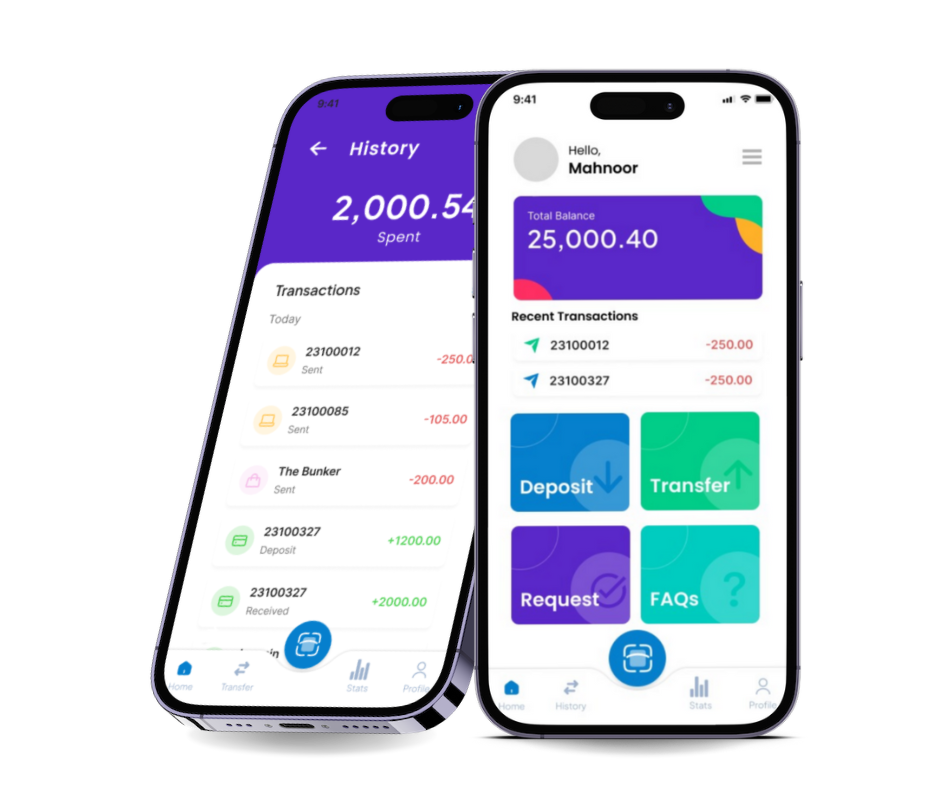 9:41
History
2,000.54
Spent
Transactions
Today
23100012
-250.0
Sent
23100085
-105.00
Sent
The Bunker
-200.00
Sent
23100327
+1200.00
Deposit
23100327
+2000.00
Received
Home
Transfer
Stats
Profile
9:41
Hello,
Mahnoor
Total Balance
25,000.40
Recent Transactions
23100012
-250.00
23100327
-250.00
Deposit
Transfer
Request
FAQs
?
Home
History
Stats
Profile